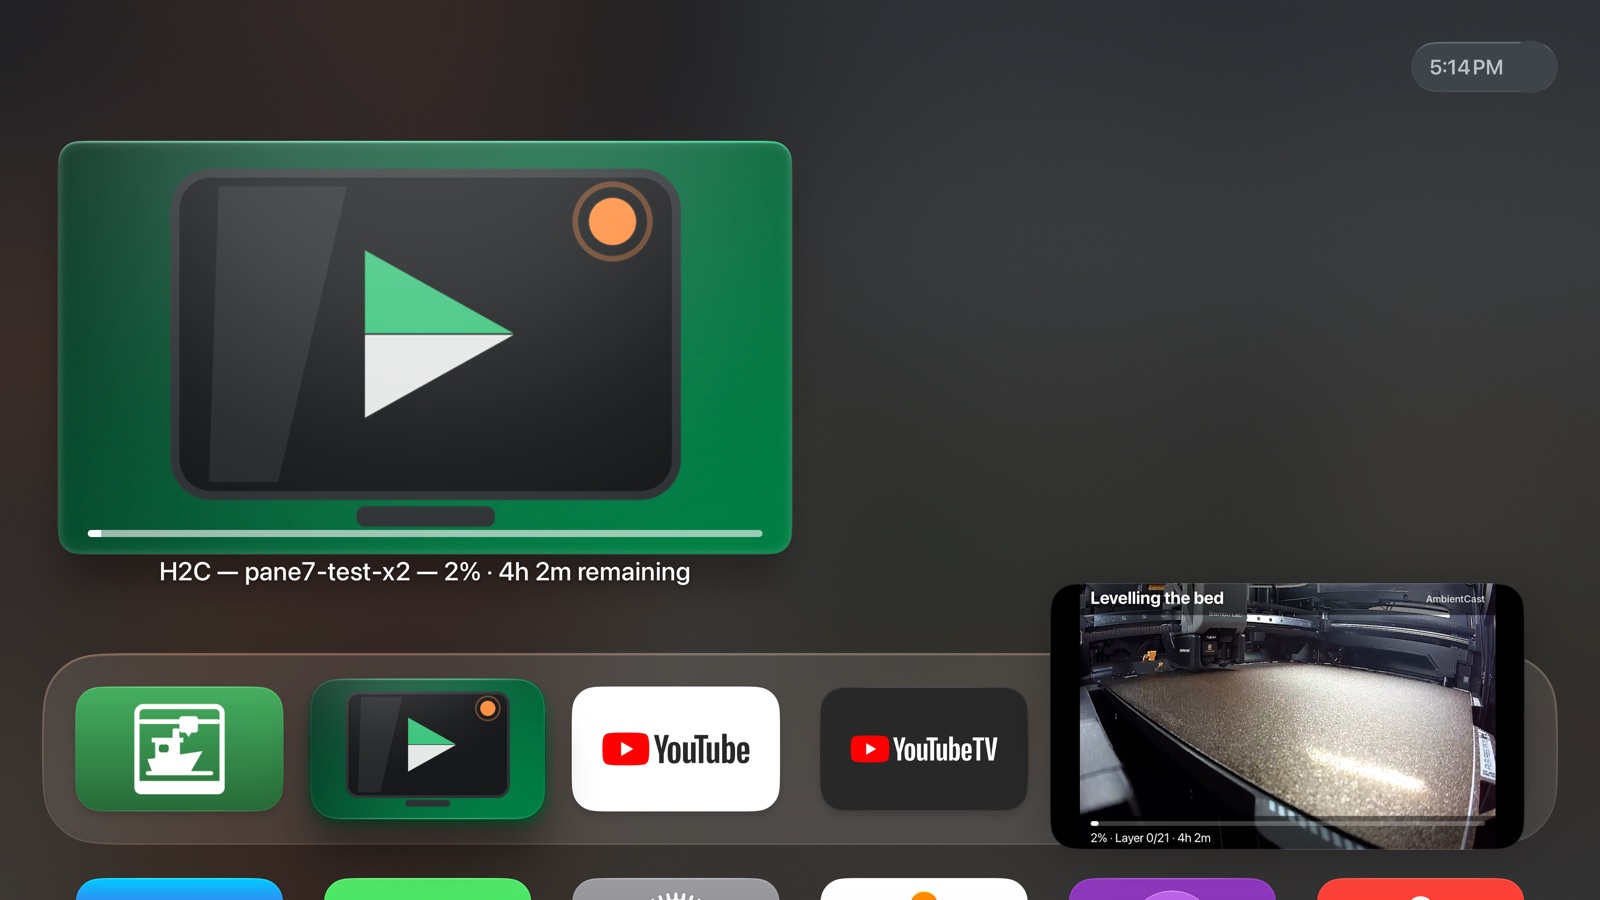 5:14 PM
H2C — pane7-test-x2 — 2% · 4h 2m remaining
Levelling the bed
AmbientCast
YouTube
YouTubeTV
2% · Layer 0/21 · 4h 2m